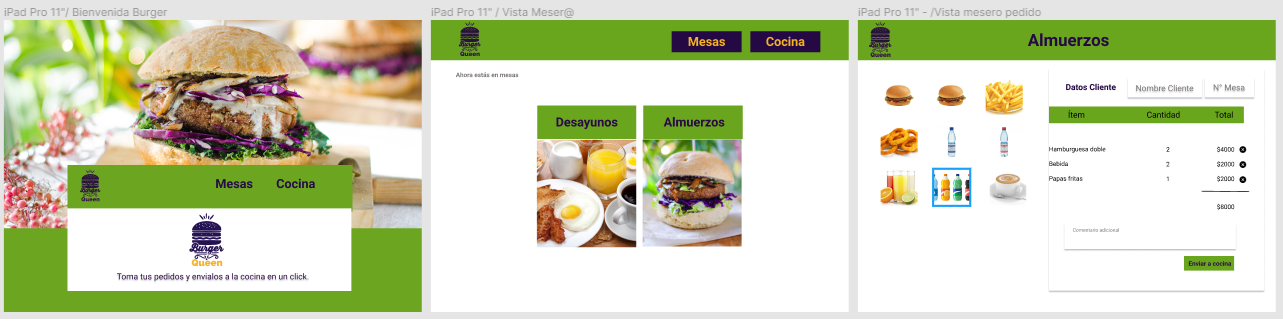 iPad Pro 11"/ Bienvenida Burger
Burger
Queen
Mesas Cocina
Burger
Queen
Toma tus pedidos y envialos a la cocina en un click.
iPad Pro 11" / Vista Meser@
Burger
Queen
Mesas Cocina
Ahora estás en mesas
Desayunos Almuerzos
iPad Pro 11" - /Vista mesero pedido
Burger
Queen
Almuerzos
Datos Cliente Nombre Cliente N° Mesa
Ítem Cantidad Total
Hamburguesa doble 2 $4000
Bebida 2 $2000
Papas fritas 1 $2000
$8000
Comentario adicional
Enviar a cocina